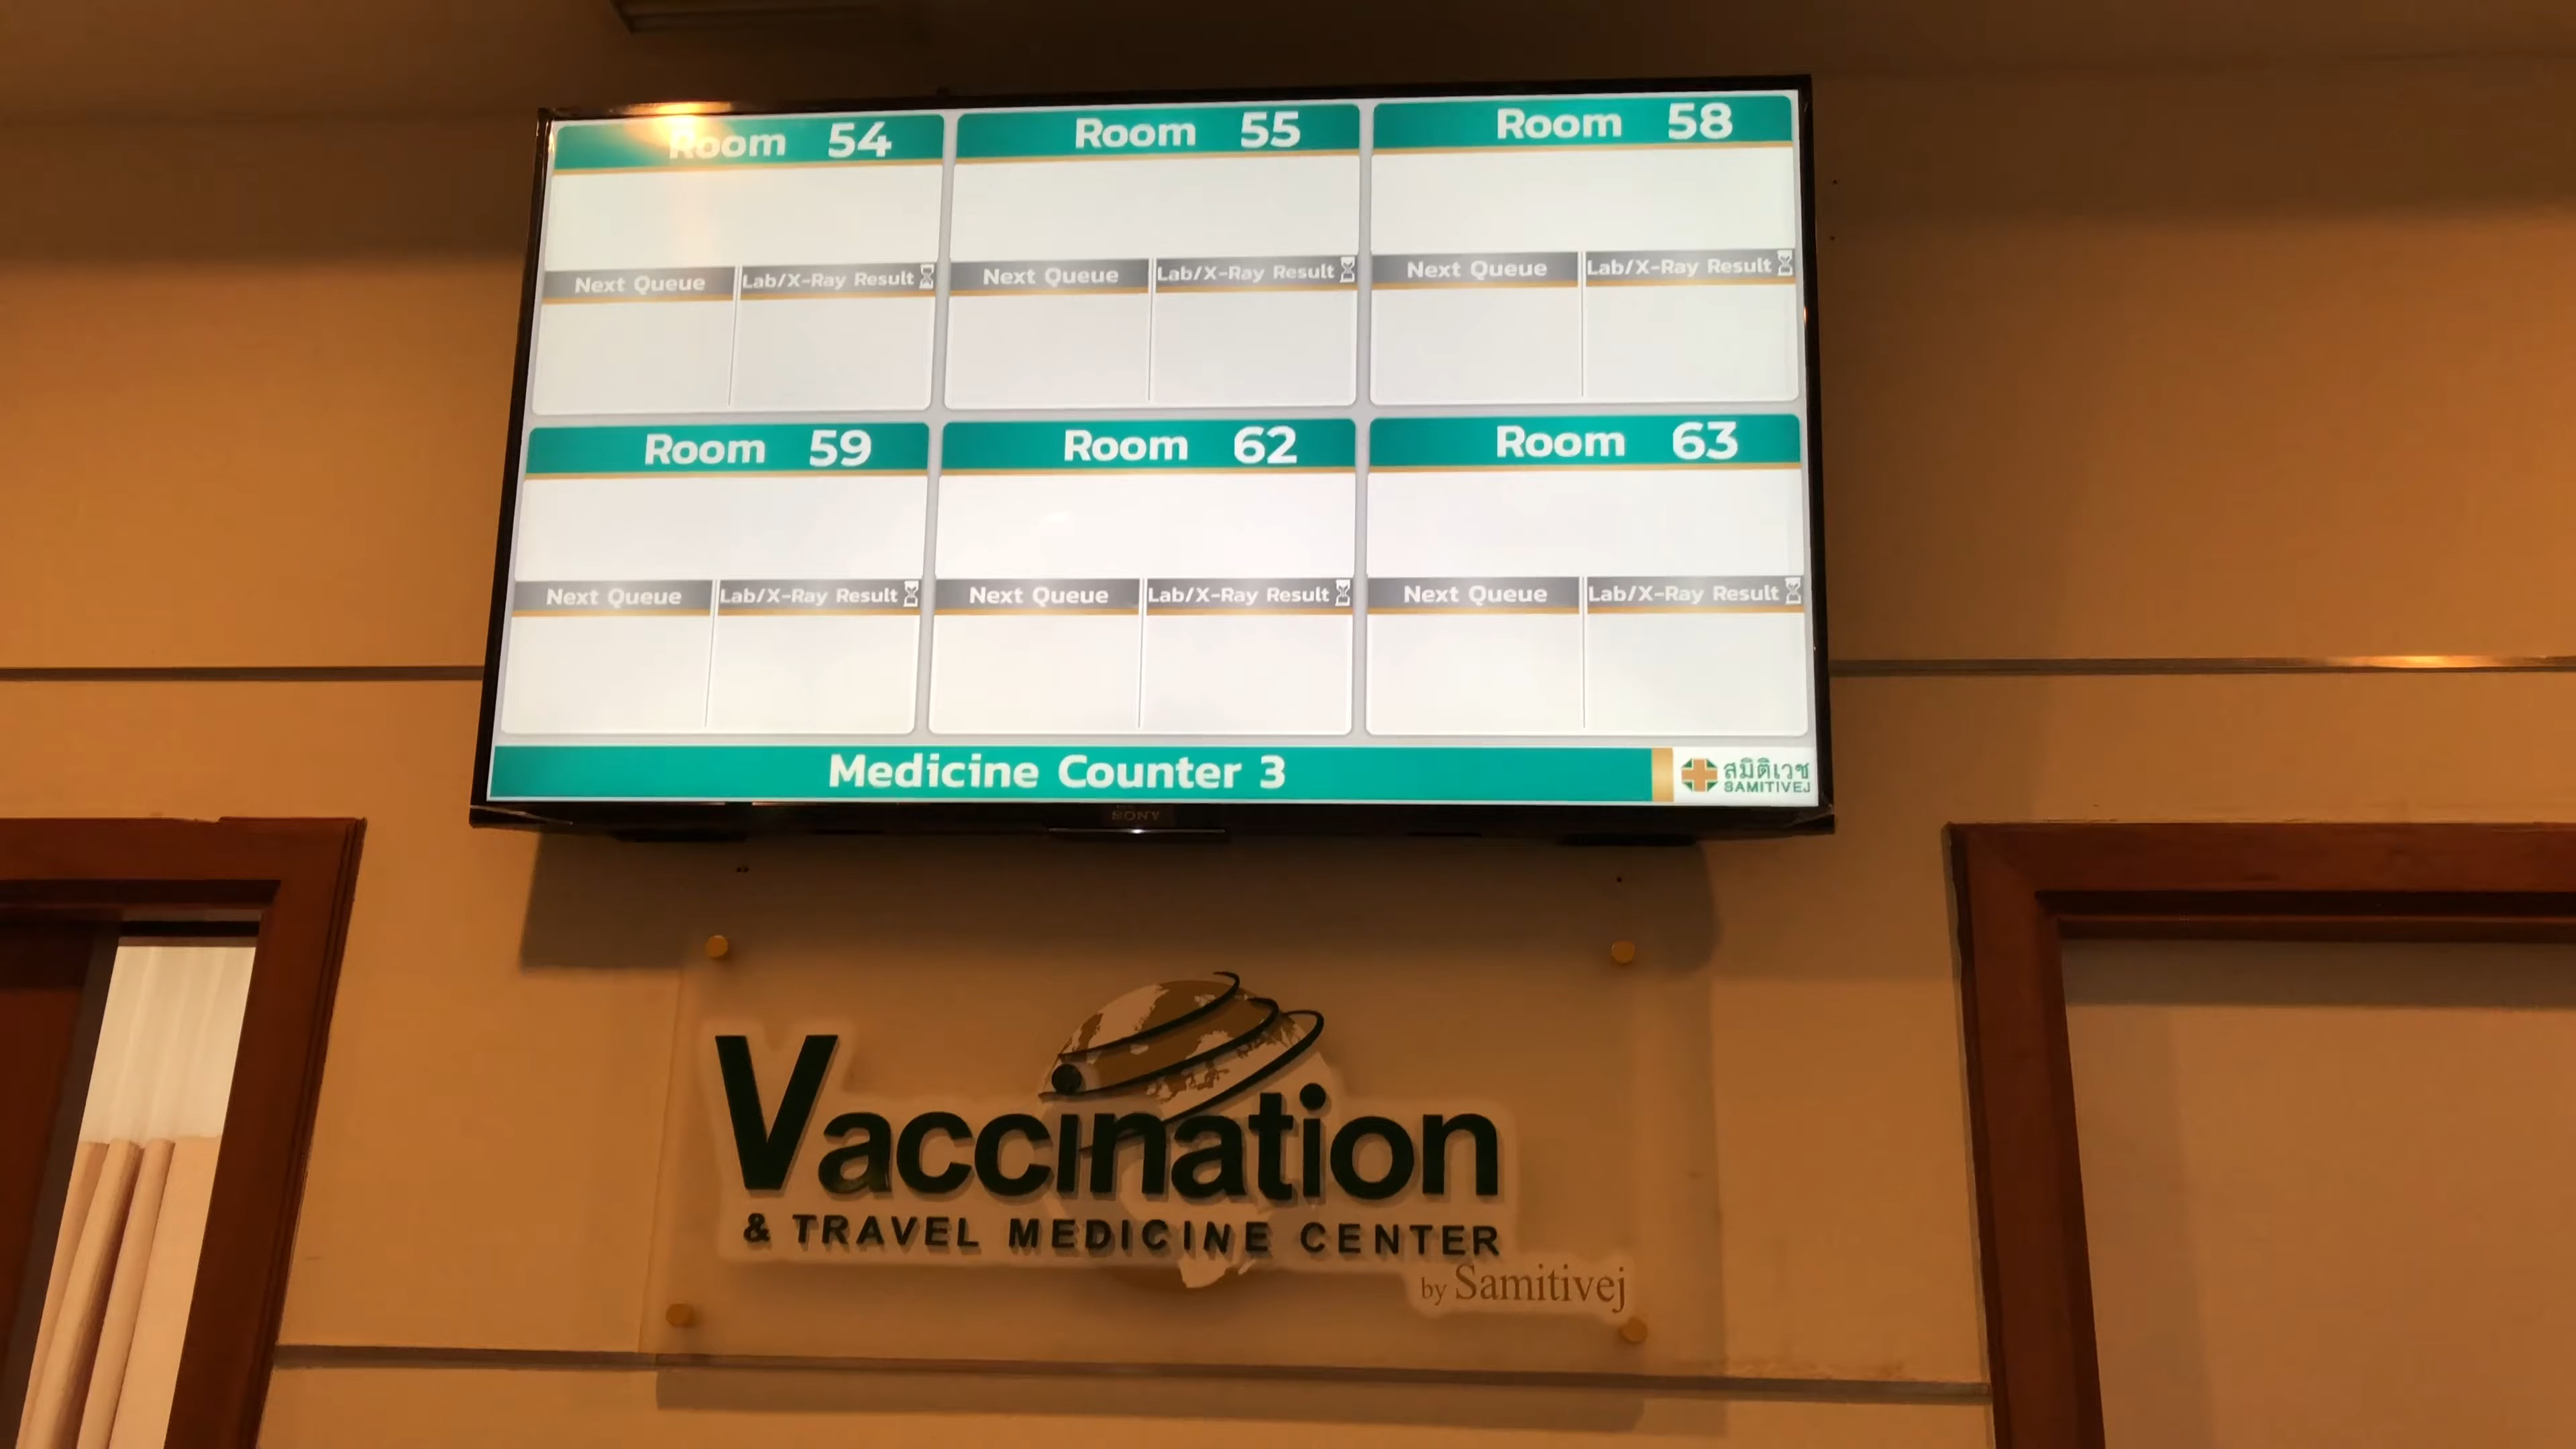 Room 54
Room 55
Room 58
Next Queue
Lab/X-Ray Result
Next Queue
Lab/X-Ray Result
Next Queue
Lab/X-Ray Result
Room 59
Room 62
Room 63
Next Queue
Lab/X-Ray Result
Next Queue
Lab/X-Ray Result
Next Queue
Lab/X-Ray Result
Medicine Counter 3
สมิติเวช
SAMITIVEJ
SONY
Vaccination
& TRAVEL MEDICINE CENTER
by Samitivej